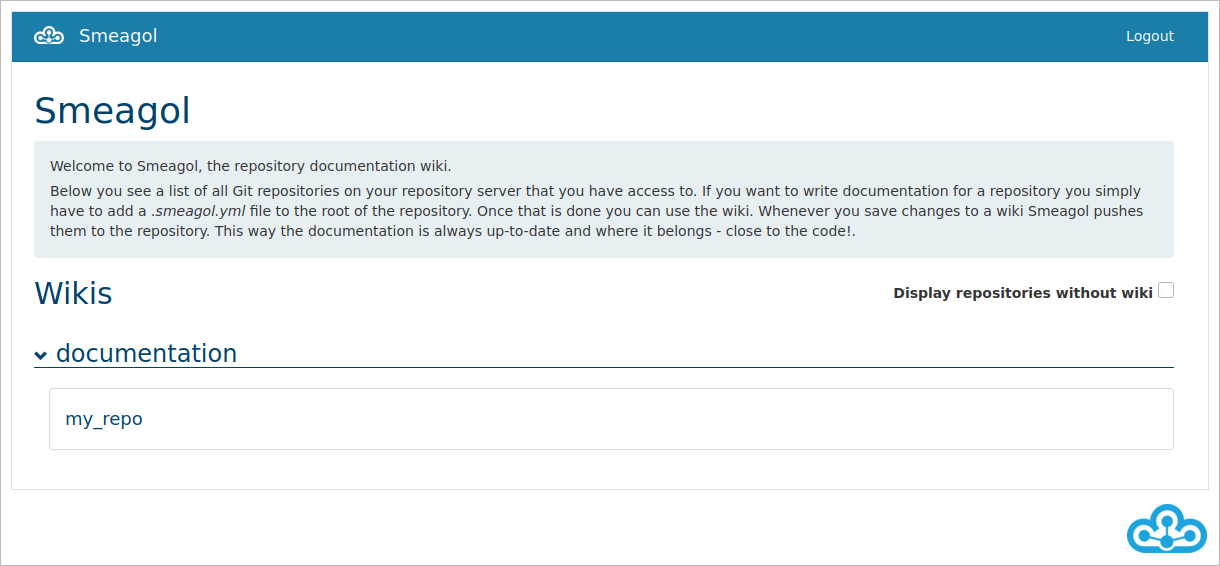 Smeagol
Logout
Smeagol
Welcome to Smeagol, the repository documentation wiki.
Below you see a list of all Git repositories on your repository server that you have access to. If you want to write documentation for a repository you simply
have to add a .smeagol.yml file to the root of the repository. Once that is done you can use the wiki. Whenever you save changes to a wiki Smeagol pushes
them to the repository. This way the documentation is always up-to-date and where it belongs - close to the code!.
Wikis
Display repositories without wiki
documentation
my_repo